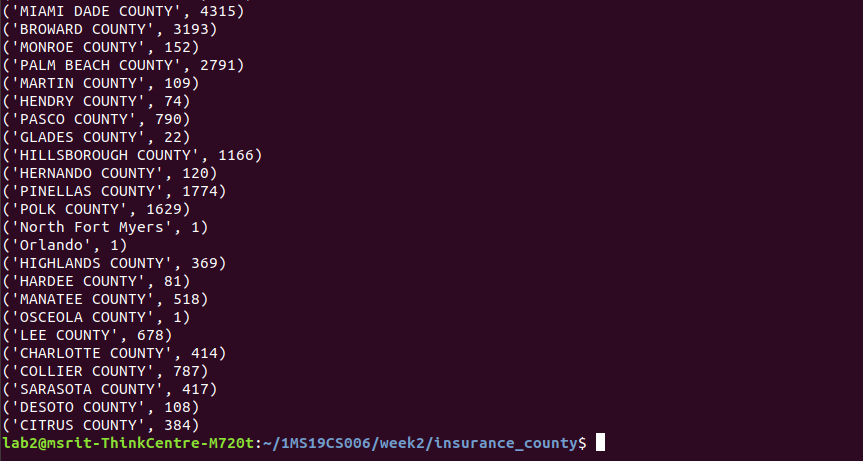 ('MIAMI DADE COUNTY', 4315)
('BROWARD COUNTY', 3193)
('MONROE COUNTY', 152)
('PALM BEACH COUNTY', 2791)
('MARTIN COUNTY', 109)
('HENDRY COUNTY', 74)
('PASCO COUNTY', 790)
('GLADES COUNTY', 22)
('HILLSBOROUGH COUNTY', 1166)
('HERNANDO COUNTY', 120)
('PINELLAS COUNTY', 1774)
('POLK COUNTY', 1629)
('North Fort Myers', 1)
('Orlando', 1)
('HIGHLANDS COUNTY', 369)
('HARDEE COUNTY', 81)
('MANATEE COUNTY', 518)
('OSCEOLA COUNTY', 1)
('LEE COUNTY', 678)
('CHARLOTTE COUNTY', 414)
('COLLIER COUNTY', 787)
('SARASOTA COUNTY', 417)
('DESOTO COUNTY', 108)
('CITRUS COUNTY', 384)
lab2@msrit-ThinkCentre-M720t:~/1MS19CS006/week2/insurance_county$